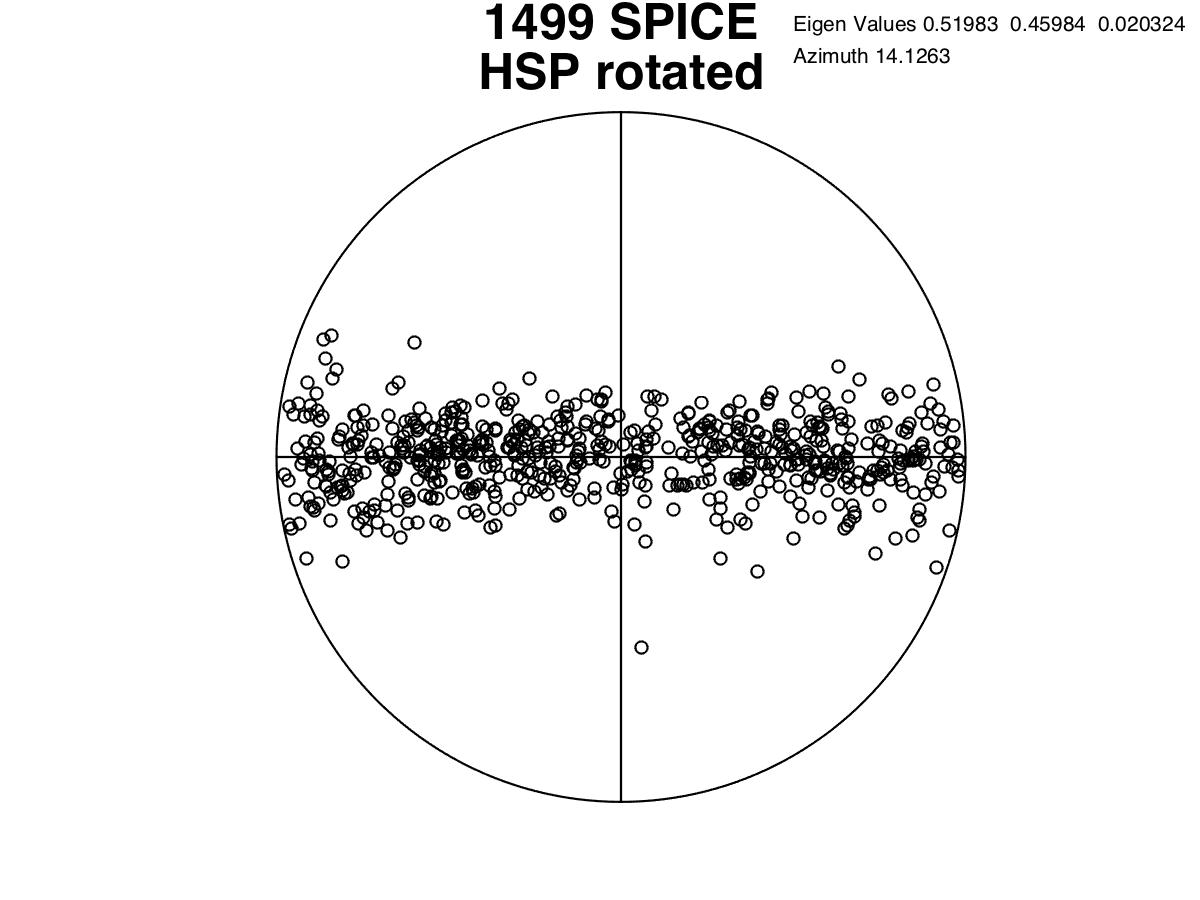 1499 SPICE
HSP rotated
Eigen Values 0.51983  0.45984  0.020324
Azimuth 14.1263